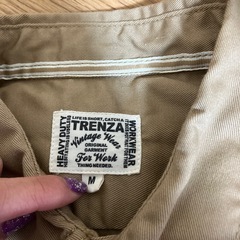 LIFE IS SHORT, CATCH A
TRENZA
Vintage Wear
ORIGINAL
GARMENT
For Work
THING NEEDED.
HEAVY DUTY
WORKWEAR
M